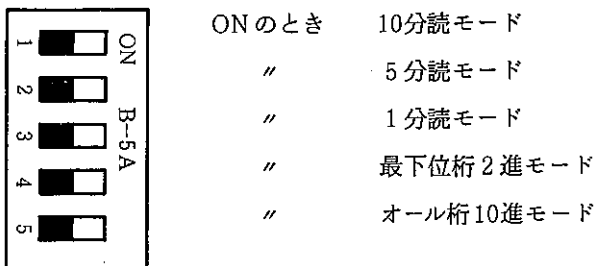 1 ON ONのとき 10分読モード
2 〃 5分読モード
3 B-5A 〃 1分読モード
4 〃 最下位桁2進モード
5 〃 オール桁10進モード